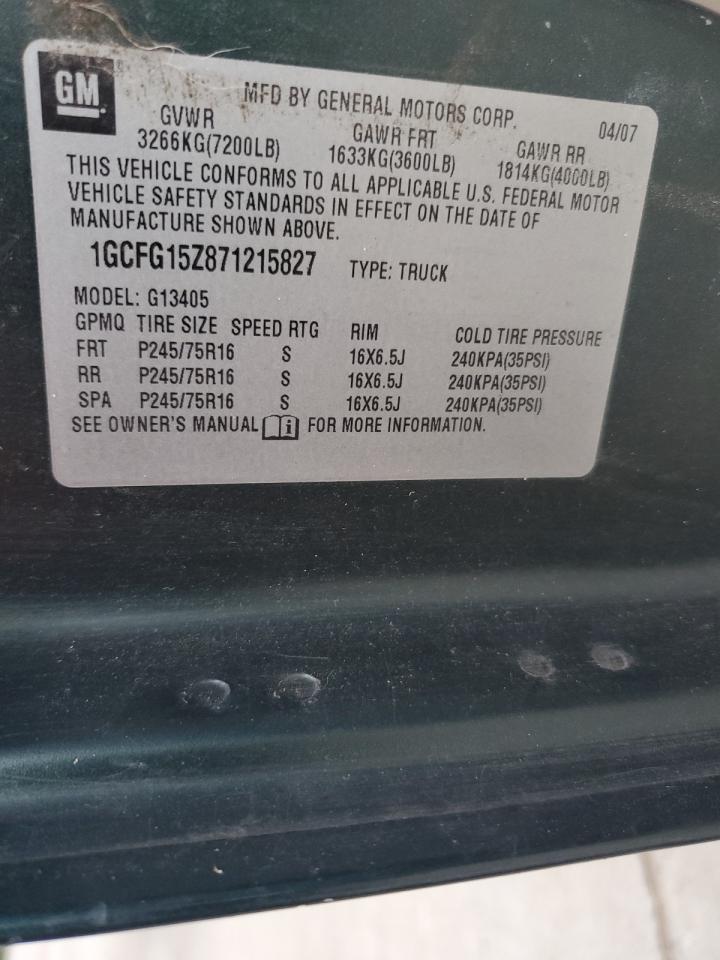 GM
MFD BY GENERAL MOTORS CORP. 04/07
GVWR GAWR FRT GAWR RR
3266KG(7200LB) 1633KG(3600LB) 1814KG(4000LB)
THIS VEHICLE CONFORMS TO ALL APPLICABLE U.S. FEDERAL MOTOR
VEHICLE SAFETY STANDARDS IN EFFECT ON THE DATE OF
MANUFACTURE SHOWN ABOVE.
1GCFG15Z871215827 TYPE: TRUCK
MODEL: G13405
GPMQ TIRE SIZE SPEED RTG RIM COLD TIRE PRESSURE
FRT P245/75R16 S 16X6.5J 240KPA(35PSI)
RR P245/75R16 S 16X6.5J 240KPA(35PSI)
SPA P245/75R16 S 16X6.5J 240KPA(35PSI)
SEE OWNER'S MANUAL i FOR MORE INFORMATION.